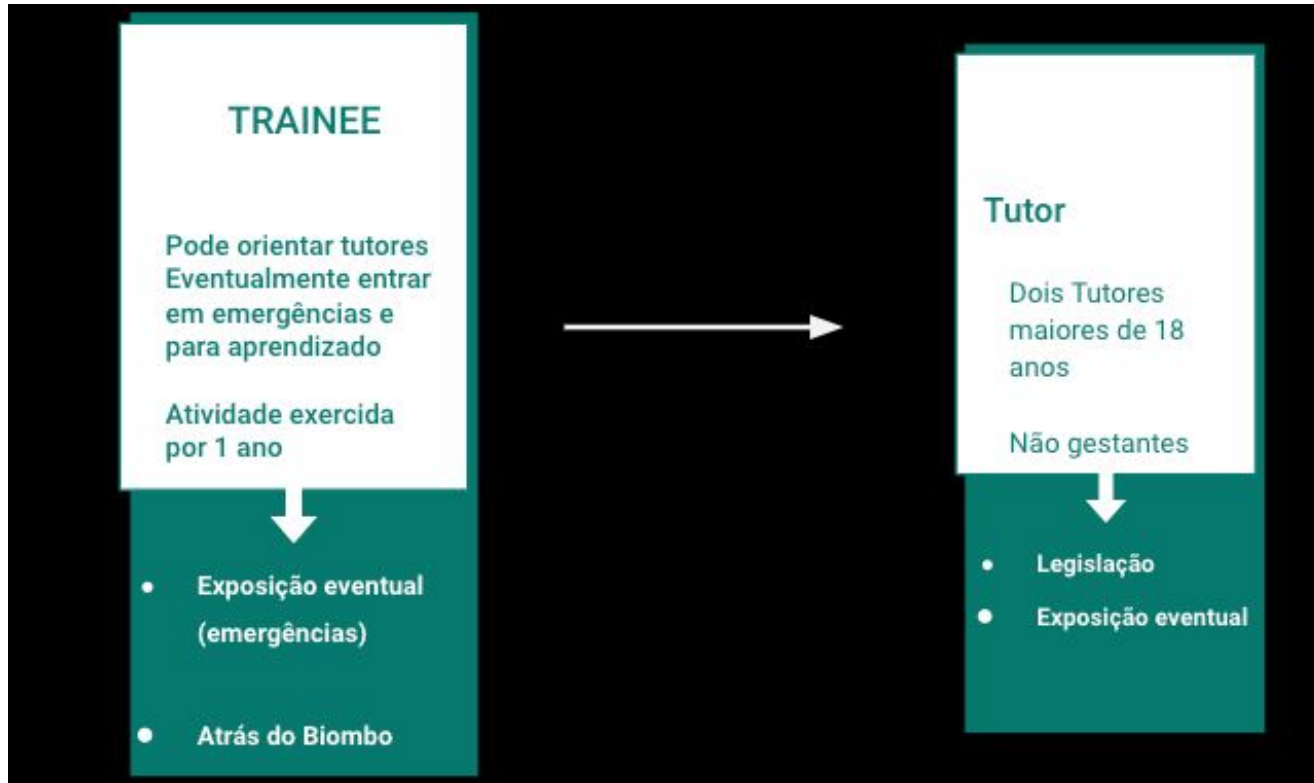 TRAINEE
Pode orientar tutores
Eventualmente entrar
em emergências e
para aprendizado
Atividade exercida
por 1 ano
• Exposição eventual
(emergências)
• Atrás do Biombo
Tutor
Dois Tutores
maiores de 18
anos
Não gestantes
• Legislação
• Exposição eventual